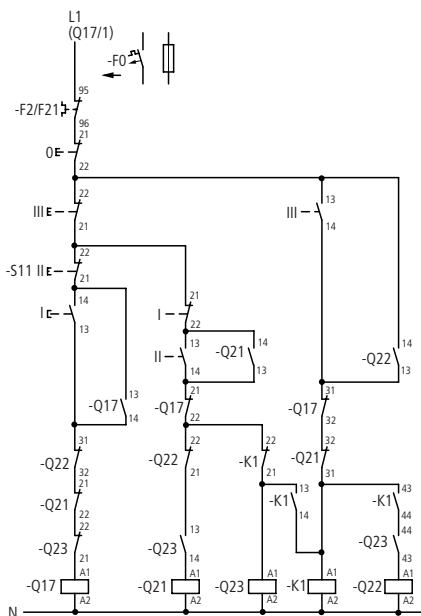 L1
(Q17/1)
-F0
95
-F2/F21
96
21
0
22
22
III
21
13
III
14
22
-S11 II
21
14
I
13
21
I
22
13
II
14
-Q21
14
13
14
-Q22
13
-Q17
13
14
21
-Q17
22
31
-Q17
32
31
-Q22
32
22
-Q22
21
22
-K1
21
32
-Q21
31
21
-Q21
22
13
-K1
14
43
-K1
44
22
-Q23
21
13
-Q23
14
44
-Q23
43
A1
-Q17
A2
A1
-Q21
A2
A1
-Q23
A2
A1
-K1
A2
A1
-Q22
A2
N